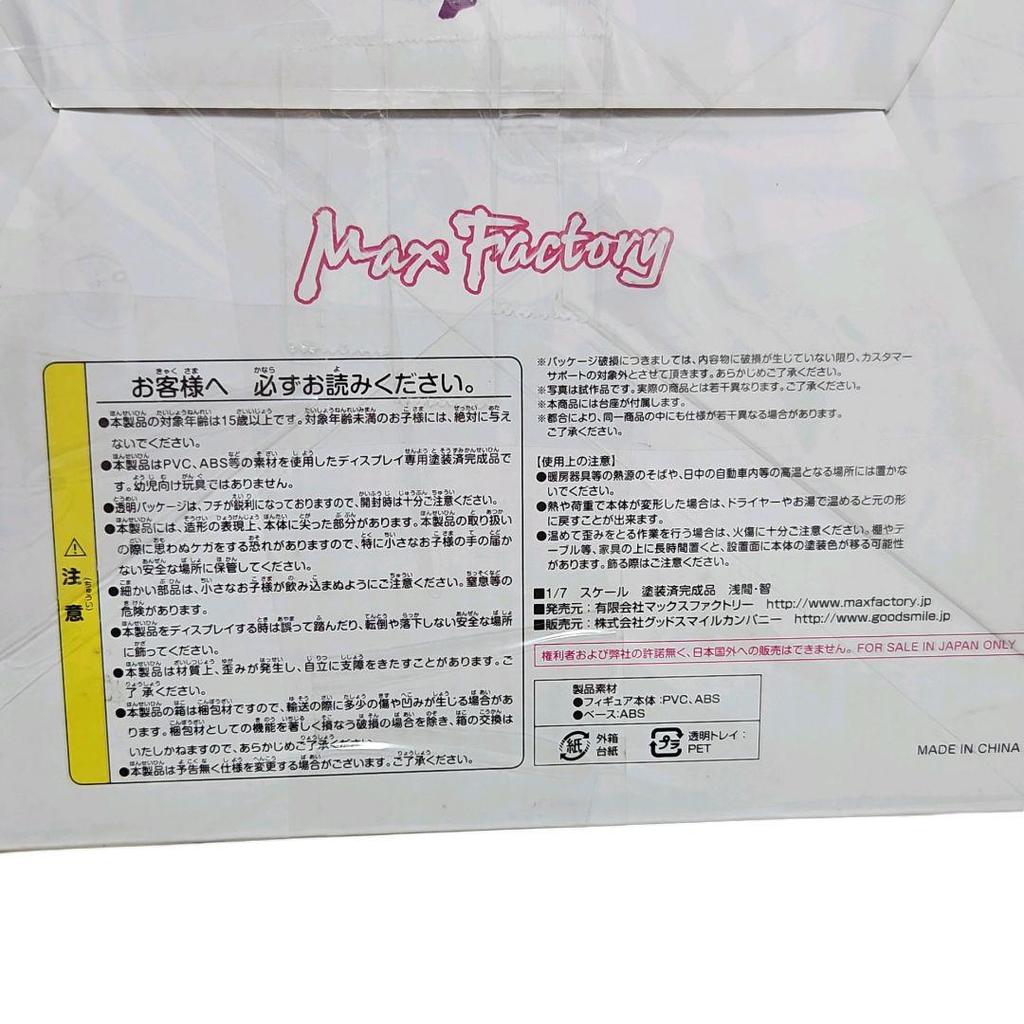 Max Factory
お客様へ 必ずお読みください。
●本製品の対象年齢は15歳以上です。対象年齢未満のお子様には、絶対に与え
ないでください。
●本製品はPVC、ABS等の素材を使用したディスプレイ専用塗装済完成品で
す。幼児向け玩具ではありません。
●透明パッケージは、フチが鋭利になっておりますので、開封時は十分ご注意ください。
●本製品には、造形の表現上、本体に尖った部分があります。本製品の取り扱い
の際に思わぬケガをする恐れがありますので、特に小さなお子様の手の届か
ない安全な場所に保管してください。
●細かい部品は、小さなお子様が飲み込まぬようにご注意ください。窒息等の
危険があります。
●本製品をディスプレイする時は誤って踏んだり、転倒や落下しない安全な場所
に飾ってください。
●本製品は材質上、歪みが発生し、自立に支障をきたすことがあります。ご
了承ください。
●本製品の箱は梱包材ですので、輸送の際に多少の傷や凹みが生じる場合があ
ります。梱包材としての機能を著しく損なう破損の場合を除き、箱の交換は
いたしかねますので、あらかじめご了承ください。
●本製品は予告無く仕様を変更する場合がございます。ご了承ください。
注意
(ちゅうい)
※パッケージ破損につきましては、内容物に破損が生じていない限り、カスタマー
サポートの対象外とさせて頂きます。あらかじめご了承ください。
※写真は試作品です。実際の商品とは若干異なります。ご了承ください。
※本商品には台座が付属します。
※都合により、同一商品の中にも仕様が若干異なる場合があります。
ご了承ください。
【使用上の注意】
●暖房器具等の熱源のそばや、日中の自動車内等の高温となる場所には置かな
いでください。
●熱や荷重で本体が変形した場合は、ドライヤーやお湯で温めると元の形
に戻すことが出来ます。
●温めて歪みをとる作業を行う場合は、火傷に十分ご注意ください。棚やテ
ーブル等、家具の上に長時間置くと、設置面に本体の塗装色が移る可能性
があります。飾る際はご注意ください。
■1/7 スケール 塗装済完成品 浅間・智
■発売元：有限会社マックスファクトリー http://www.maxfactory.jp
■販売元：株式会社グッドスマイルカンパニー http://www.goodsmile.jp
権利者および弊社の許諾無く、日本国外への販売はできません。 FOR SALE IN JAPAN ONLY
製品素材
●フィギュア本体：PVC、ABS
●ベース：ABS
紙 外箱
台紙
プラ 透明トレイ：
PET
MADE IN CHINA